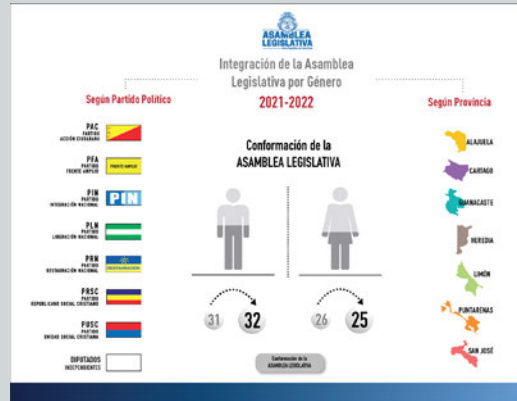 ASAMBLEA
LEGISLATIVA
Integración de la Asamblea
Legislativa por Género
2021-2022
Según Partido Político
PAC
PARTIDO
ACCIÓN CIUDADANA
PFA
PARTIDO
FRENTE AMPLIO
FRENTE AMPLIO
PIN
PARTIDO
INTEGRACIÓN NACIONAL
PIN
PLN
PARTIDO
LIBERACIÓN NACIONAL
PRN
PARTIDO
RESTAURACIÓN NACIONAL
RESTAURACIÓN
PRSC
PARTIDO
REPUBLICANO SOCIAL CRISTIANO
PUSC
PARTIDO
UNIDAD SOCIAL CRISTIANA
DIPUTADOS
INDEPENDIENTES
Conformación de la
ASAMBLEA LEGISLATIVA
31
32
26
25
Conformación de la
ASAMBLEA LEGISLATIVA
Según Provincia
ALAJUELA
CARTAGO
GUANACASTE
HEREDIA
LIMÓN
PUNTARENAS
SAN JOSÉ